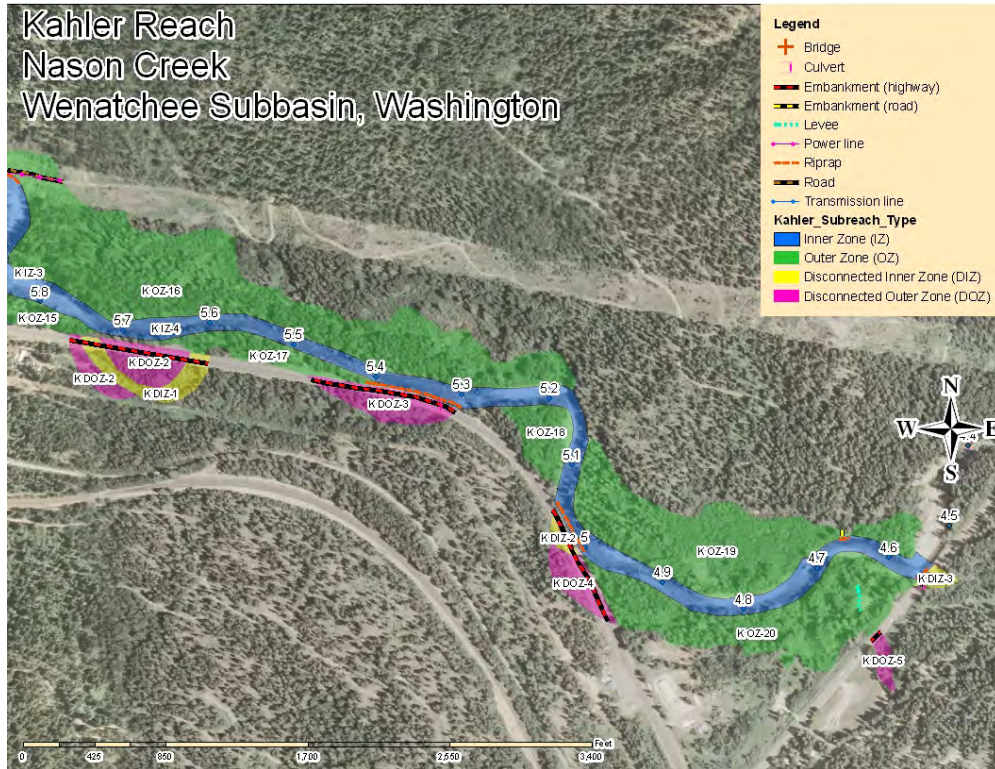 Kahler Reach
Nason Creek
Wenatchee Subbasin, Washington
Legend
Bridge
Culvert
Embankment (highway)
Embankment (road)
Levee
Power line
Riprap
Road
Transmission line
Kahler_Subreach_Type
Inner Zone (IZ)
Outer Zone (OZ)
Disconnected Inner Zone (DIZ)
Disconnected Outer Zone (DOZ)
K IZ-3
5.8
K OZ-16
K OZ-15
5.7
K IZ-4
5.6
5.5
K OZ-17
K DOZ-2
K DOZ-2
K DIZ-1
5.4
5.3
5.2
K DOZ-3
K OZ-18
5.1
N
W
E
S
4.4
4.5
K DIZ-2
5
K OZ-19
4.7
4.6
K DIZ-3
K DOZ-4
4.9
4.8
K OZ-20
K DOZ-5
Feet
0
425
850
1,700
2,550
3,400